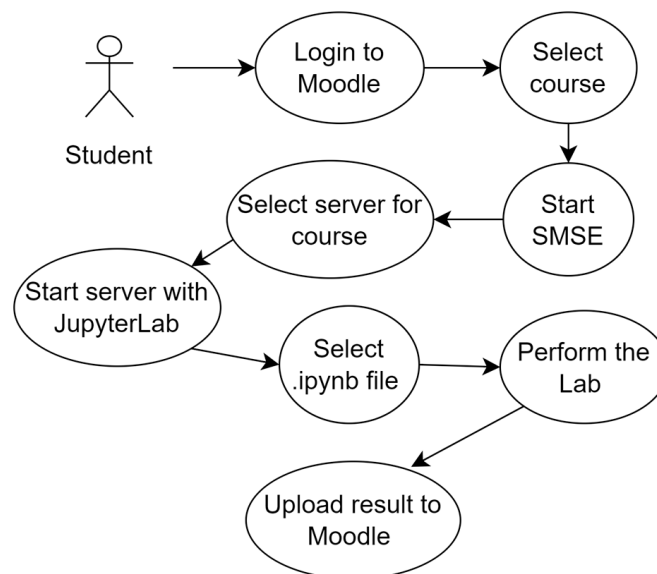 Student
Login to
Moodle
Select
course
Start
SMSE
Select server for
course
Start server with
JupyterLab
Select
.ipynb file
Perform the
Lab
Upload result to
Moodle